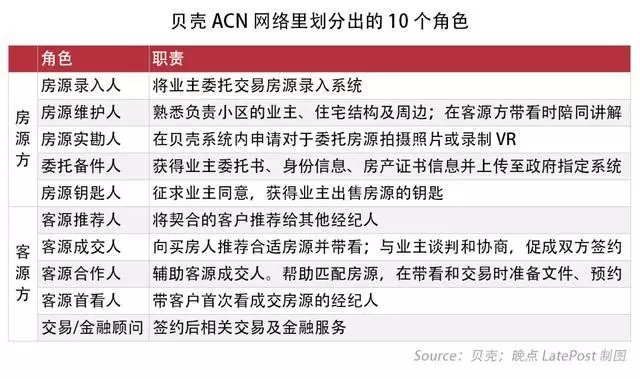 贝壳 ACN 网络里划分出的 10 个角色
角色 职责
房源方
房源录入人 将业主委托交易房源录入系统
房源维护人 熟悉负责小区的业主、住宅结构及周边；在客源方带看时陪同讲解
房源实勘人 在贝壳系统内申请对于委托房源拍摄照片或录制 VR
委托备件人 获得业主委托书、身份信息、房产证书信息并上传至政府指定系统
房源钥匙人 征求业主同意，获得业主出售房源的钥匙
客源方
客源推荐人 将契合的客户推荐给其他经纪人
客源成交人 向买房人推荐合适房源并带看；与业主谈判和协商，促成双方签约
客源合作人 辅助客源成交人。帮助匹配房源，在带看和交易时准备文件、预约
客源首看人 带客户首次看成交房源的经纪人
交易/金融顾问 签约后相关交易及金融服务
Source：贝壳；晚点 LatePost 制图